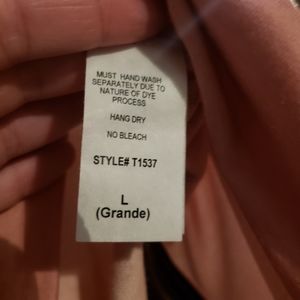 MUST HAND WASH
SEPARATELY DUE TO
NATURE OF DYE
PROCESS
HANG DRY
NO BLEACH
STYLE# T1537
L
(Grande)